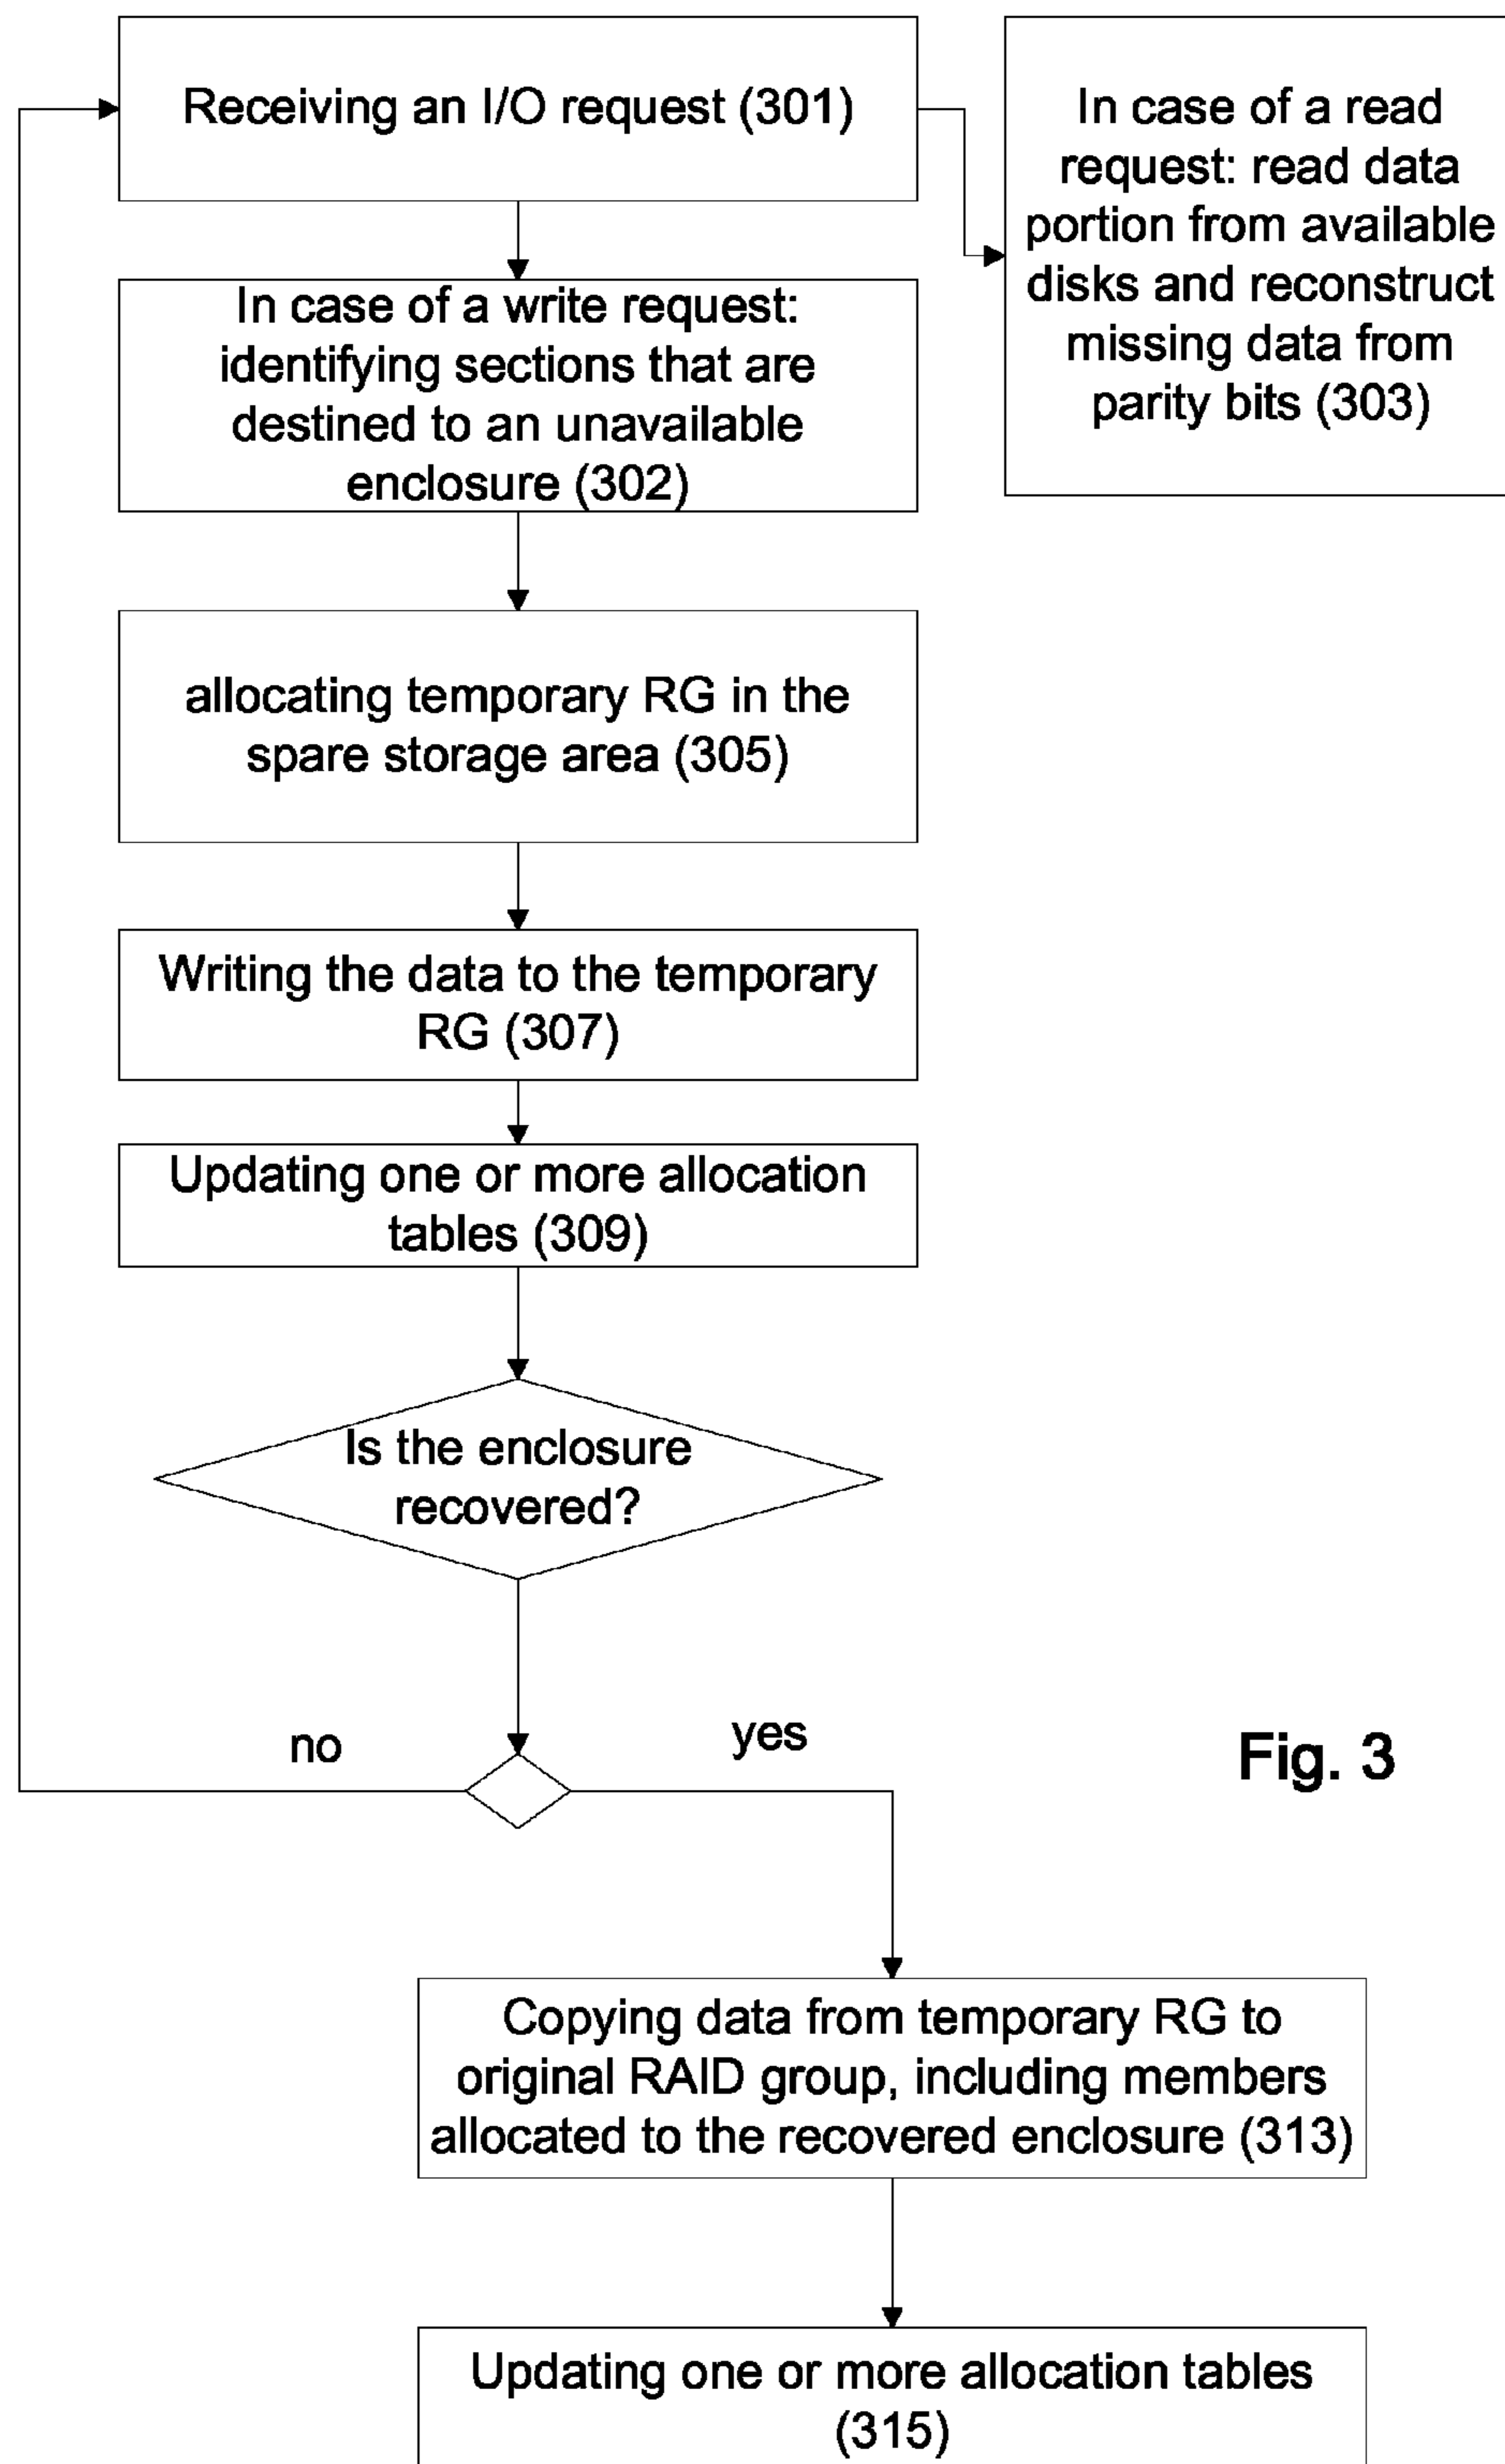 Receiving an I/O request (301)
In case of a read
request: read data
portion from available
disks and reconstruct
missing data from
parity bits (303)
In case of a write request:
identifying sections that are
destined to an unavailable
enclosure (302)
allocating temporary RG in the
spare storage area (305)
Writing the data to the temporary
RG (307)
Updating one or more allocation
tables (309)
Is the enclosure
recovered?
no
yes
Fig. 3
Copying data from temporary RG to
original RAID group, including members
allocated to the recovered enclosure (313)
Updating one or more allocation tables
(315)